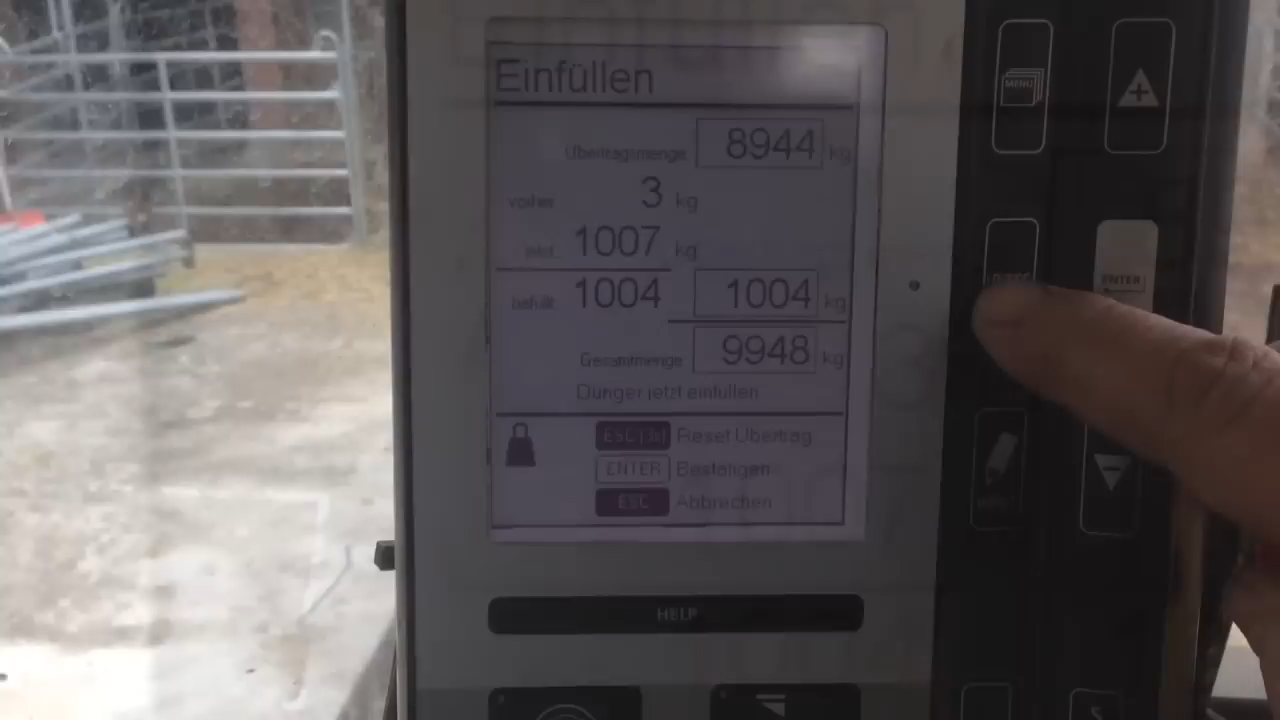 Einfüllen
MENU
Übertragsmenge 8944 kg
vorher 3 kg
jetzt 1007 kg
befüllt 1004 1004 kg
ENTER
Gesamtmenge 9948 kg
Dünger jetzt einfüllen
ESC(3s) Reset Übertrag
ENTER Bestätigen
ESC Abbrechen
HELP